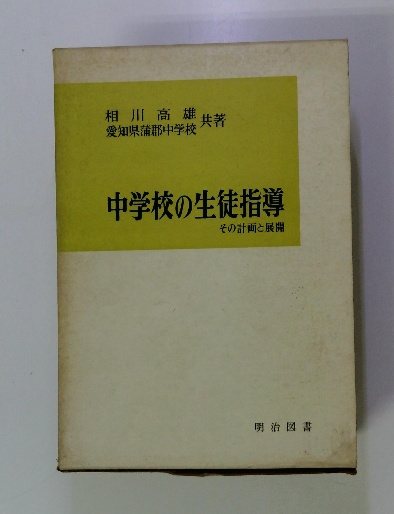 相川高雄
愛知県蒲郡中学校 共著
中学校の生徒指導
その計画と展開
明治図書